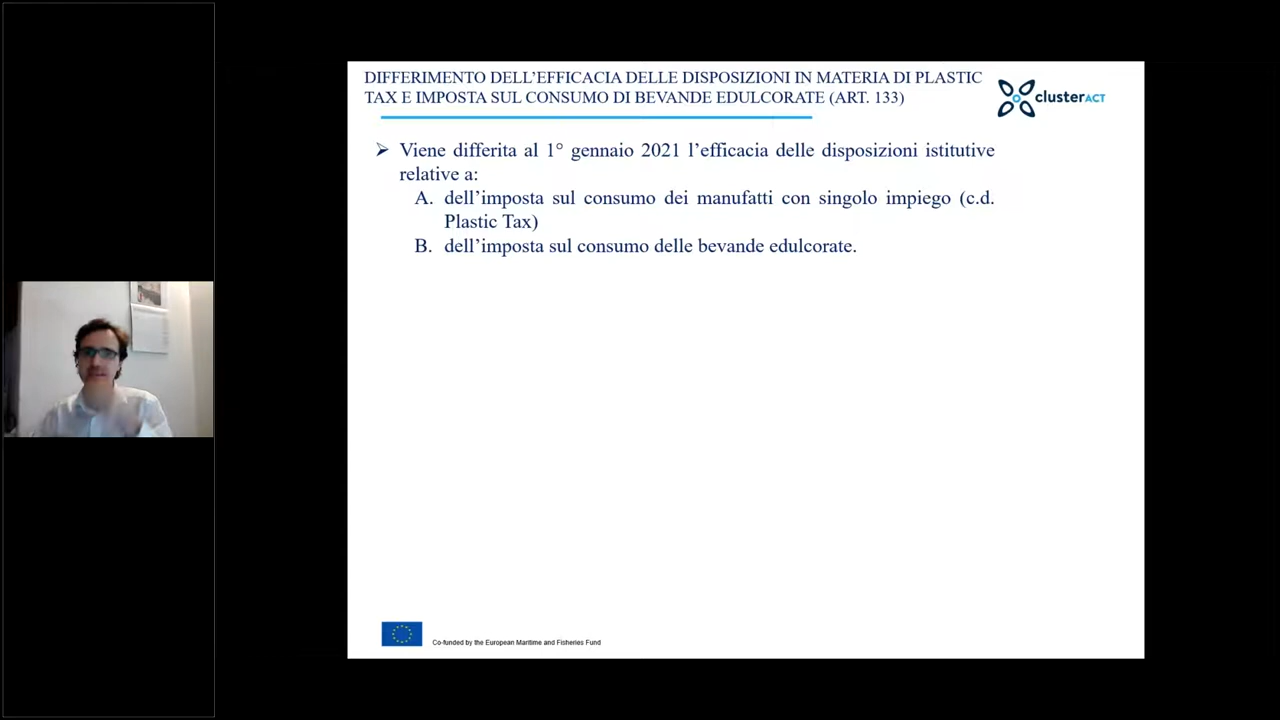 DIFFERIMENTO DELL’EFFICACIA DELLE DISPOSIZIONI IN MATERIA DI PLASTIC
TAX E IMPOSTA SUL CONSUMO DI BEVANDE EDULCORATE (ART. 133)
clusterACT
➢ Viene differita al 1° gennaio 2021 l’efficacia delle disposizioni istitutive
relative a:
A. dell’imposta sul consumo dei manufatti con singolo impiego (c.d.
Plastic Tax)
B. dell’imposta sul consumo delle bevande edulcorate.
Co-funded by the European Maritime and Fisheries Fund